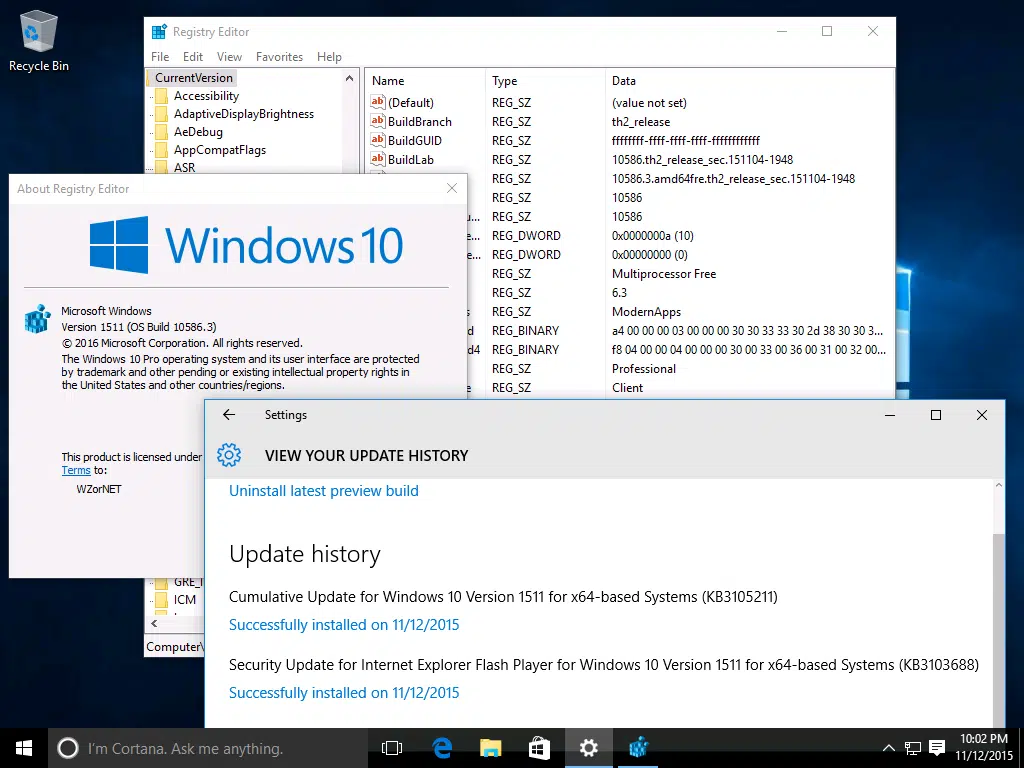 Recycle Bin
Registry Editor
File Edit View Favorites Help
CurrentVersion
Accessibility
AdaptiveDisplayBrightness
AeDebug
AppCompatFlags
ASR
Name Type Data
(Default) REG_SZ (value not set)
BuildBranch REG_SZ th2_release
BuildGUID REG_SZ ffffffff-ffff-ffff-ffff-ffffffffffff
BuildLab REG_SZ 10586.th2_release_sec.151104-1948
REG_SZ 10586.3.amd64fre.th2_release_sec.151104-1948
REG_SZ 10586
u... REG_SZ 10586
e... REG_DWORD 0x0000000a (10)
e... REG_DWORD 0x00000000 (0)
REG_SZ Multiprocessor Free
REG_SZ 6.3
s REG_SZ ModernApps
d REG_BINARY a4 00 00 00 03 00 00 00 30 30 33 33 30 2d 38 30 30 3...
d4 REG_BINARY f8 04 00 00 04 00 00 00 30 00 33 00 36 00 31 00 32 00...
REG_SZ Professional
e REG_SZ Client
About Registry Editor
Windows 10
Microsoft Windows
Version 1511 (OS Build 10586.3)
© 2016 Microsoft Corporation. All rights reserved.
The Windows 10 Pro operating system and its user interface are protected
by trademark and other pending or existing intellectual property rights in
the United States and other countries/regions.
This product is licensed under
Terms to:
WZorNET
GRE_I
ICM
Computer\
Settings
VIEW YOUR UPDATE HISTORY
Uninstall latest preview build
Update history
Cumulative Update for Windows 10 Version 1511 for x64-based Systems (KB3105211)
Successfully installed on 11/12/2015
Security Update for Internet Explorer Flash Player for Windows 10 Version 1511 for x64-based Systems (KB3103688)
Successfully installed on 11/12/2015
I'm Cortana. Ask me anything.
10:02 PM
11/12/2015